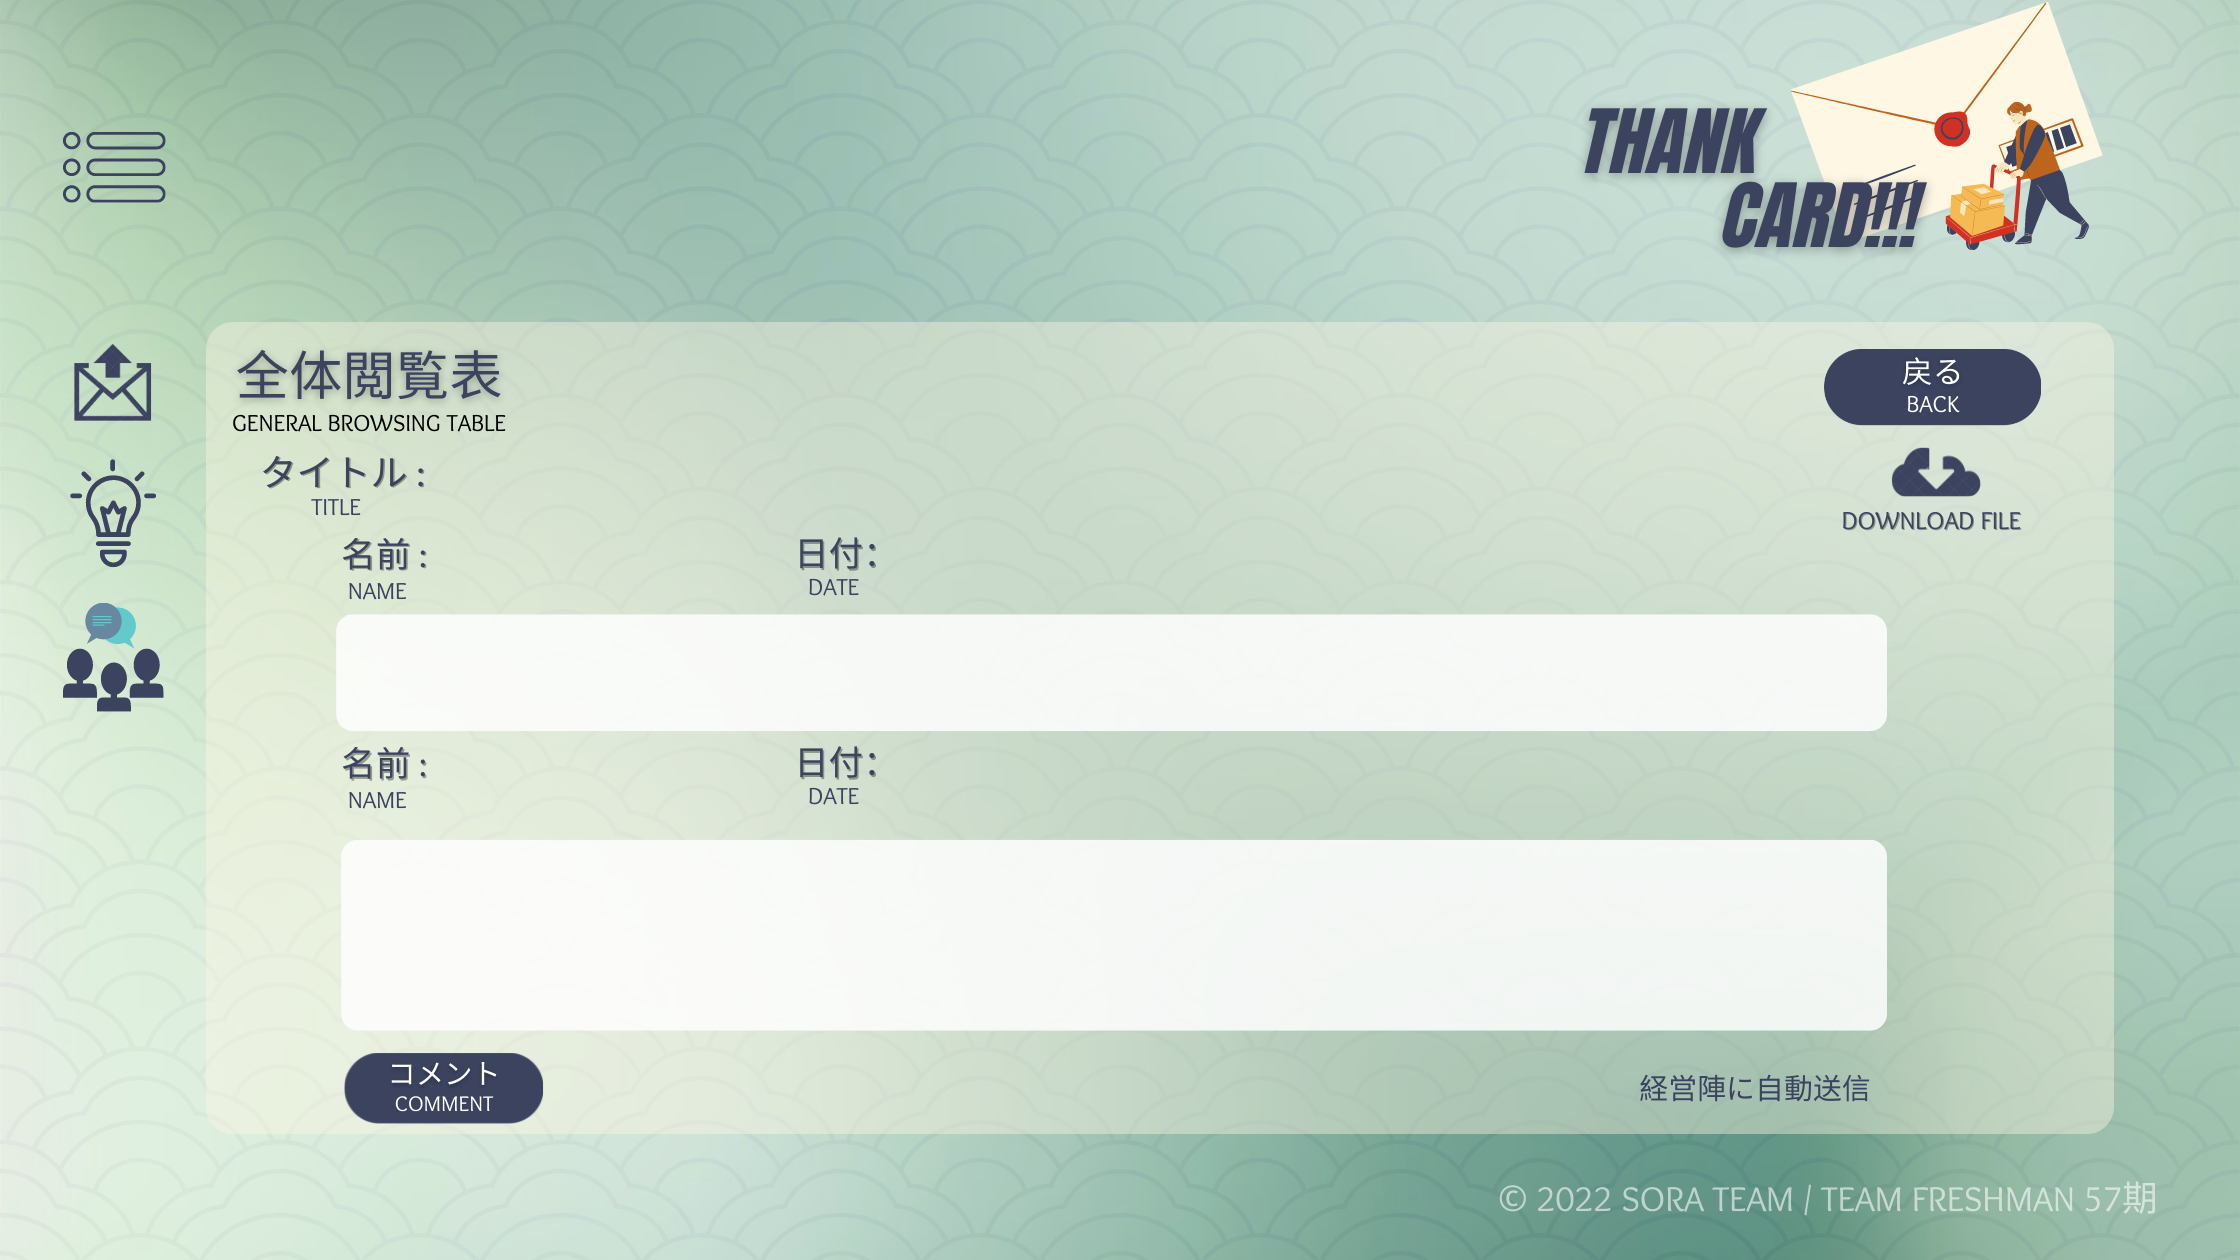 THANK
CARD!!!
全体閲覧表
GENERAL BROWSING TABLE
戻る
BACK
タイトル :
TITLE
DOWNLOAD FILE
名前 :
NAME
日付:
DATE
名前 :
NAME
日付:
DATE
コメント
COMMENT
経営陣に自動送信
© 2022 SORA TEAM / TEAM FRESHMAN 57期